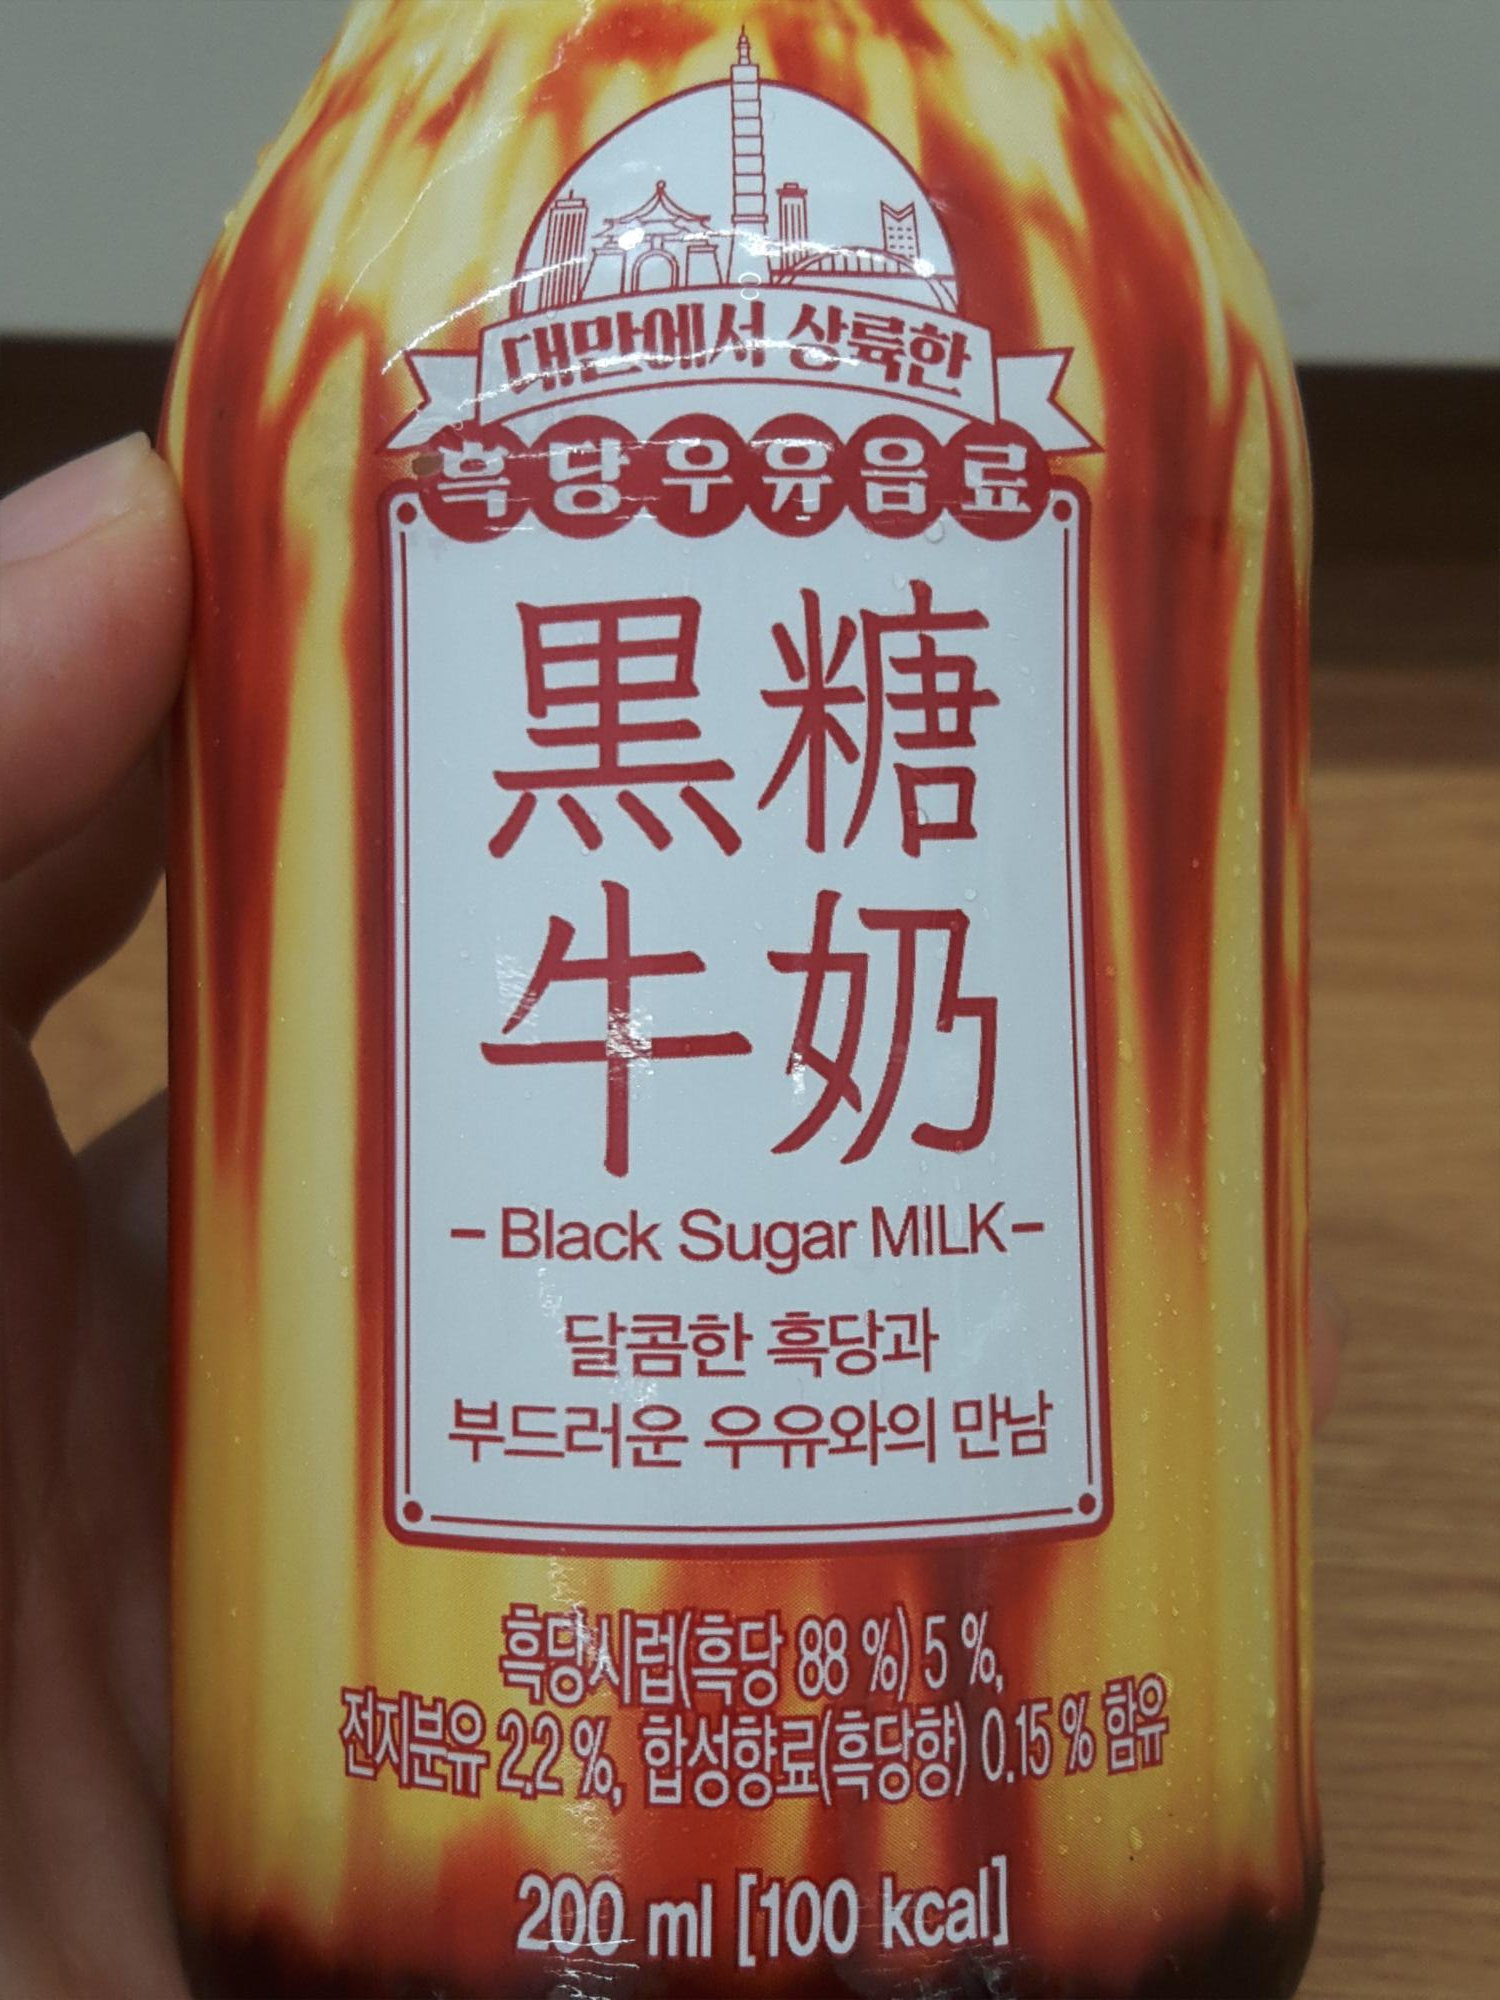 대만에서 상륙한
흑당우유음료
黑糖
牛奶
- Black Sugar MILK -
달콤한 흑당과
부드러운 우유와의 만남
흑당시럽(흑당 88 %) 5 %,
전지분유 2.2 %, 합성향료(흑당향) 0.15 % 함유
200 ml [100 kcal]